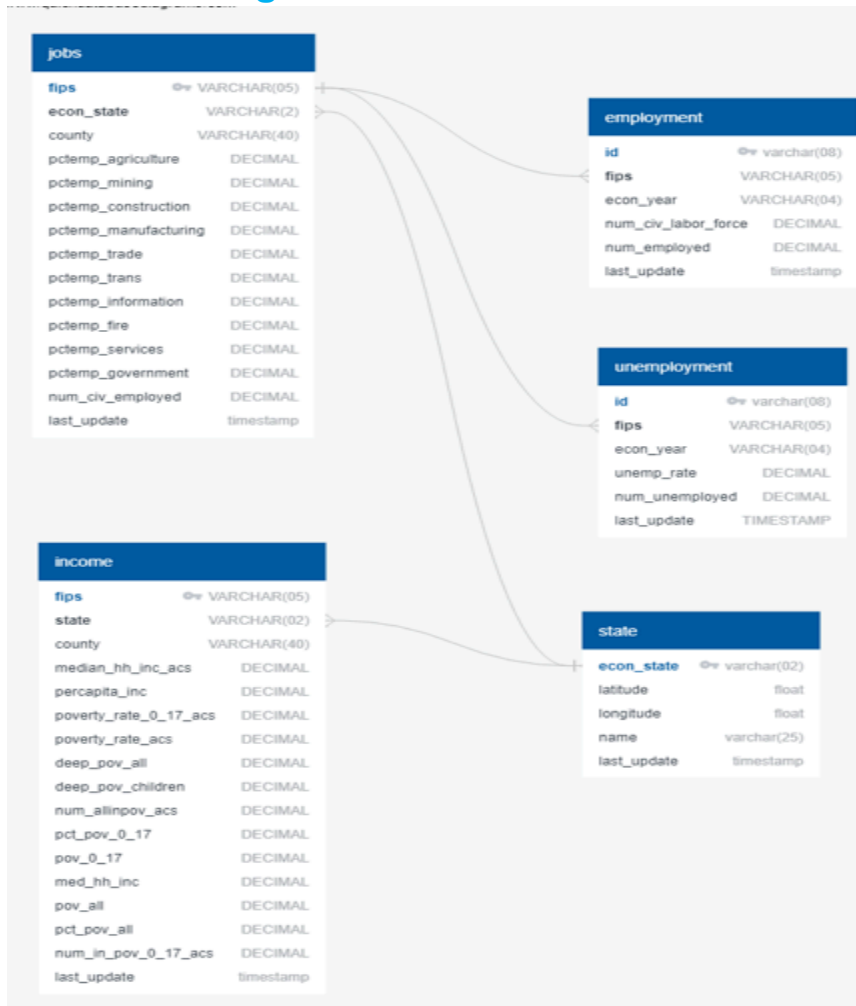 jobs
fips VARCHAR(05)
econ_state VARCHAR(2)
county VARCHAR(40)
pctemp_agriculture DECIMAL
pctemp_mining DECIMAL
pctemp_construction DECIMAL
pctemp_manufacturing DECIMAL
pctemp_trade DECIMAL
pctemp_trans DECIMAL
pctemp_information DECIMAL
pctemp_fire DECIMAL
pctemp_services DECIMAL
pctemp_government DECIMAL
num_civ_employed DECIMAL
last_update timestamp
employment
id varchar(08)
fips VARCHAR(05)
econ_year VARCHAR(04)
num_civ_labor_force DECIMAL
num_employed DECIMAL
last_update timestamp
unemployment
id varchar(08)
fips VARCHAR(05)
econ_year VARCHAR(04)
unemp_rate DECIMAL
num_unemployed DECIMAL
last_update TIMESTAMP
income
fips VARCHAR(05)
state VARCHAR(02)
county VARCHAR(40)
median_hh_inc_acs DECIMAL
percapita_inc DECIMAL
poverty_rate_0_17_acs DECIMAL
poverty_rate_acs DECIMAL
deep_pov_all DECIMAL
deep_pov_children DECIMAL
num_allinpov_acs DECIMAL
pct_pov_0_17 DECIMAL
pov_0_17 DECIMAL
med_hh_inc DECIMAL
pov_all DECIMAL
pct_pov_all DECIMAL
num_in_pov_0_17_acs DECIMAL
last_update timestamp
state
econ_state varchar(02)
latitude float
longitude float
name varchar(25)
last_update timestamp